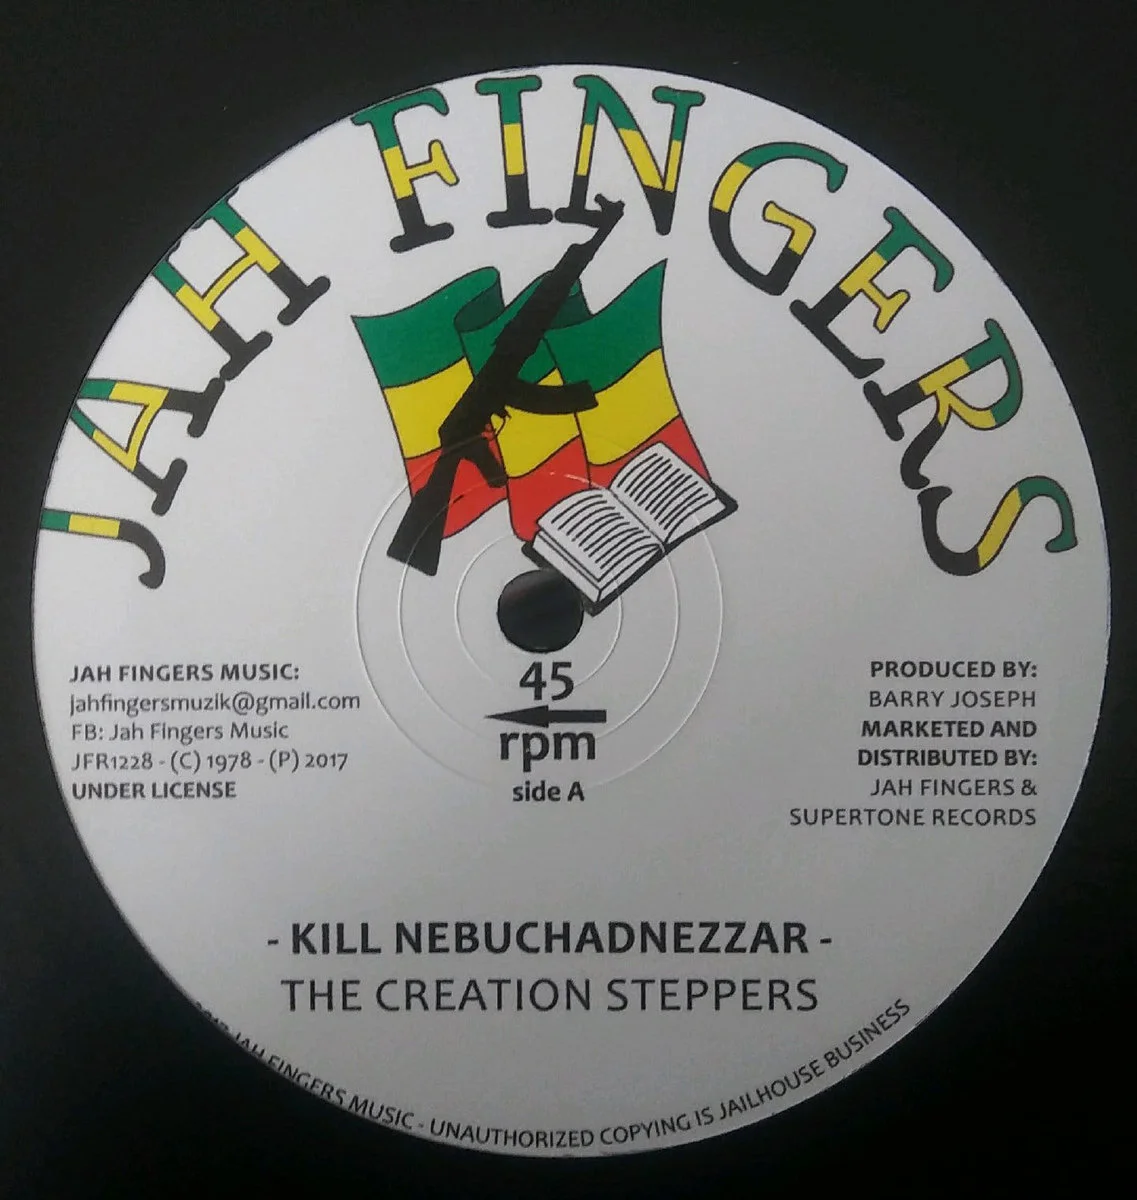 JAH FINGERS
JAH FINGERS MUSIC:
jahfingersmuzik@gmail.com
FB: Jah Fingers Music
JFR1228 - (C) 1978 - (P) 2017
UNDER LICENSE
45
rpm
side A
PRODUCED BY:
BARRY JOSEPH
MARKETED AND
DISTRIBUTED BY:
JAH FINGERS &
SUPERTONE RECORDS
- KILL NEBUCHADNEZZAR -
THE CREATION STEPPERS
JAH FINGERS MUSIC - UNAUTHORIZED COPYING IS JAILHOUSE BUSINESS